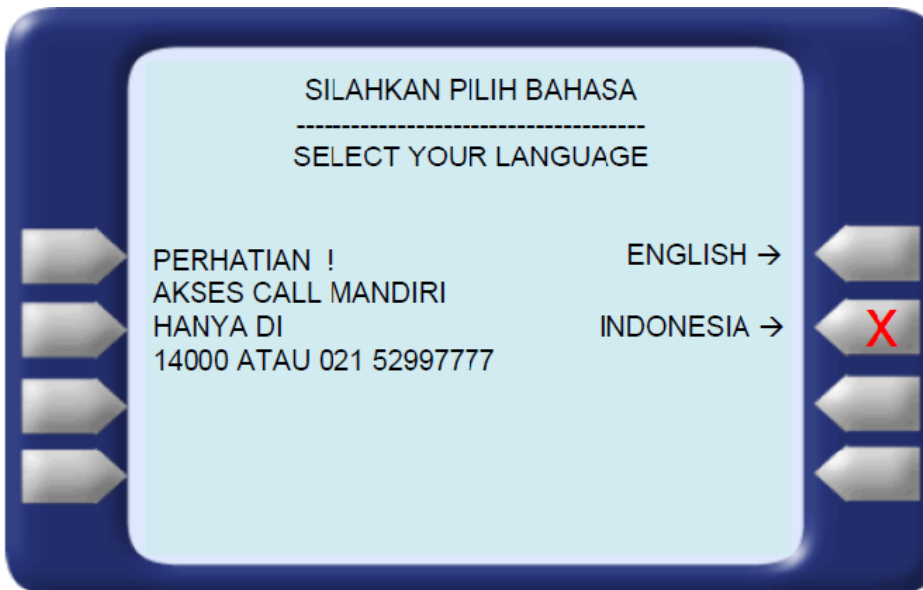 SILAHKAN PILIH BAHASA
--------------------------------------
SELECT YOUR LANGUAGE
PERHATIAN !
AKSES CALL MANDIRI
HANYA DI
14000 ATAU 021 52997777
ENGLISH →
INDONESIA →
X